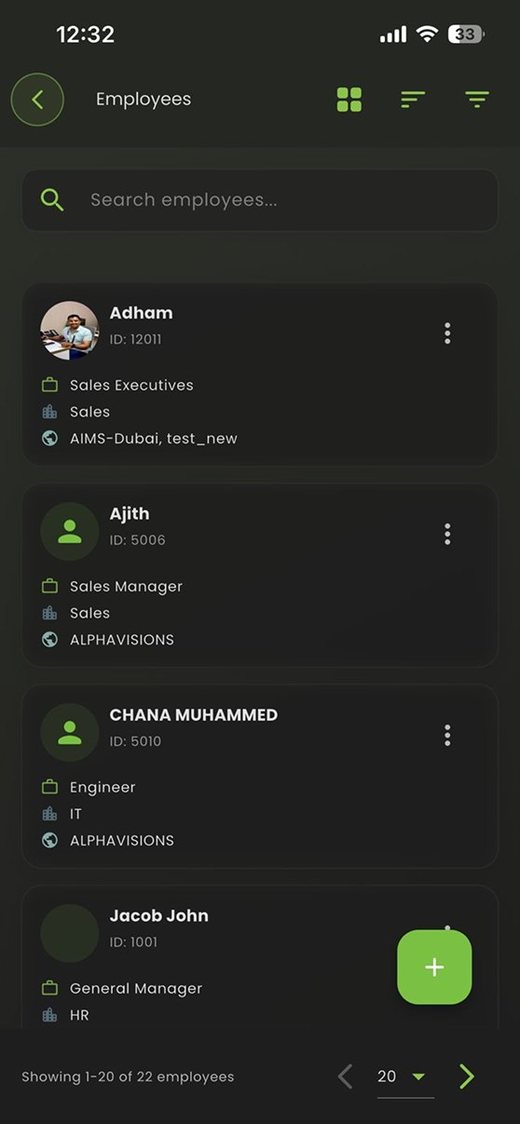 12:32
33
Employees
Search employees...
Adham
ID: 12011
Sales Executives
Sales
AIMS-Dubai, test_new
Ajith
ID: 5006
Sales Manager
Sales
ALPHAVISIONS
CHANA MUHAMMED
ID: 5010
Engineer
IT
ALPHAVISIONS
Jacob John
ID: 1001
General Manager
HR
Showing 1-20 of 22 employees
20